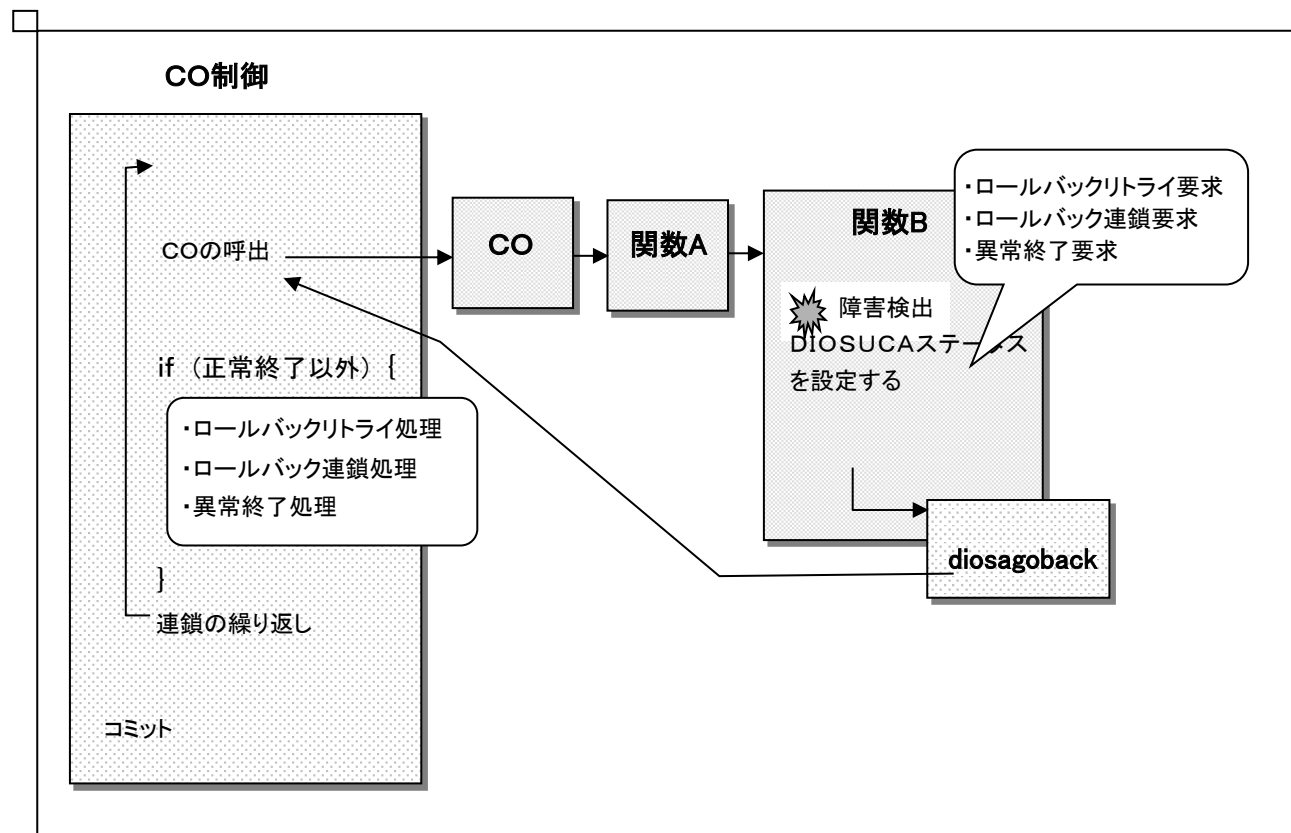 CO制御
COの呼出
if (正常終了以外) {
・ロールバックリトライ処理
・ロールバック連鎖処理
・異常終了処理
}
連鎖の繰り返し
コミット
CO
関数A
関数B
障害検出
DIOSUCAステータス
を設定する
・ロールバックリトライ要求
・ロールバック連鎖要求
・異常終了要求
diosagoback